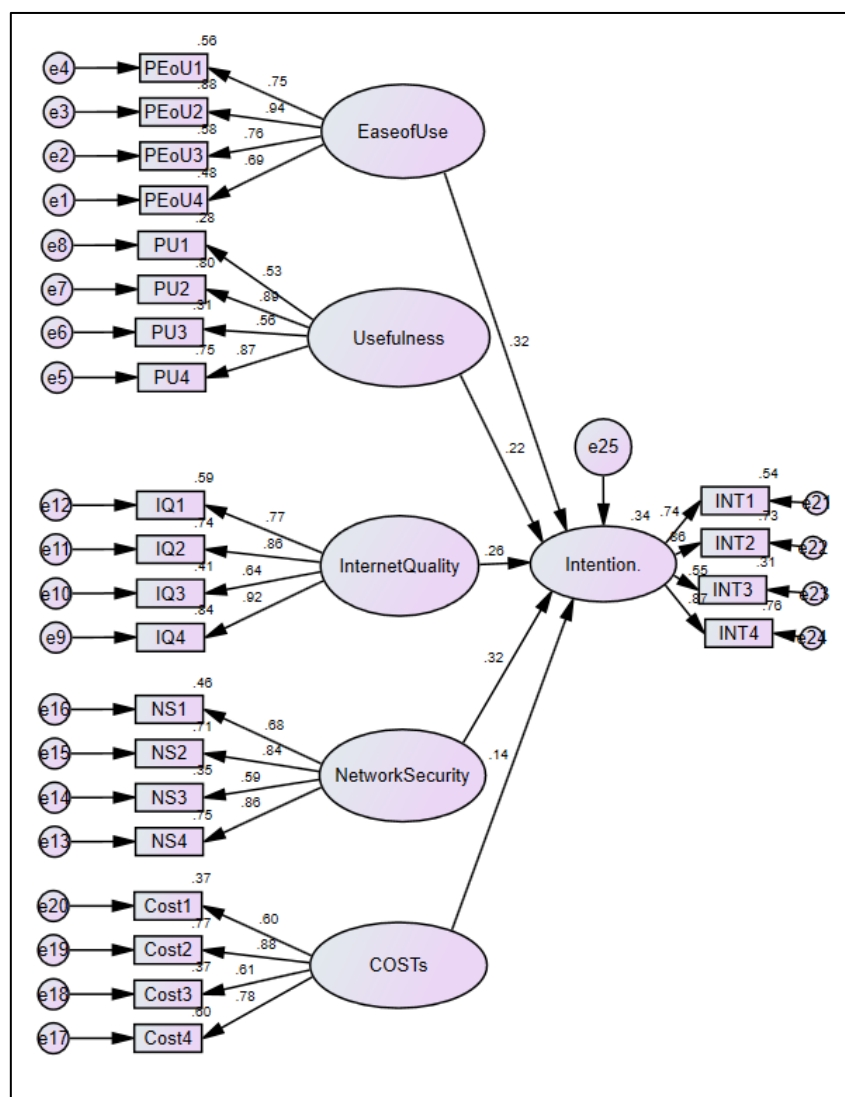 .56
e4 PEoU1
.75
.88
e3 PEoU2
.94
EaseofUse
.58
e2 PEoU3
.76
.69
.48
e1 PEoU4
.28
e8 PU1
.53
.80
e7 PU2
.89
.31
e6 PU3
.56
Usefulness
.32
.75
.87
e5 PU4
.22
e25
.59
e12 IQ1
.77
.74
e11 IQ2
.86
.41
e10 IQ3
.64
InternetQuality
.26
.92
.84
e9 IQ4
.34
Intention.
.54
.74
INT1 e21
.73
.86
INT2 e22
.31
.55
INT3 e23
.87
.76
INT4 e24
.46
e16 NS1
.68
.32
.71
e15 NS2
.84
.35
e14 NS3
.59
NetworkSecurity
.86
.75
e13 NS4
.14
.37
e20 Cost1
.60
.77
e19 Cost2
.88
.37
e18 Cost3
.61
COSTs
.78
.60
e17 Cost4